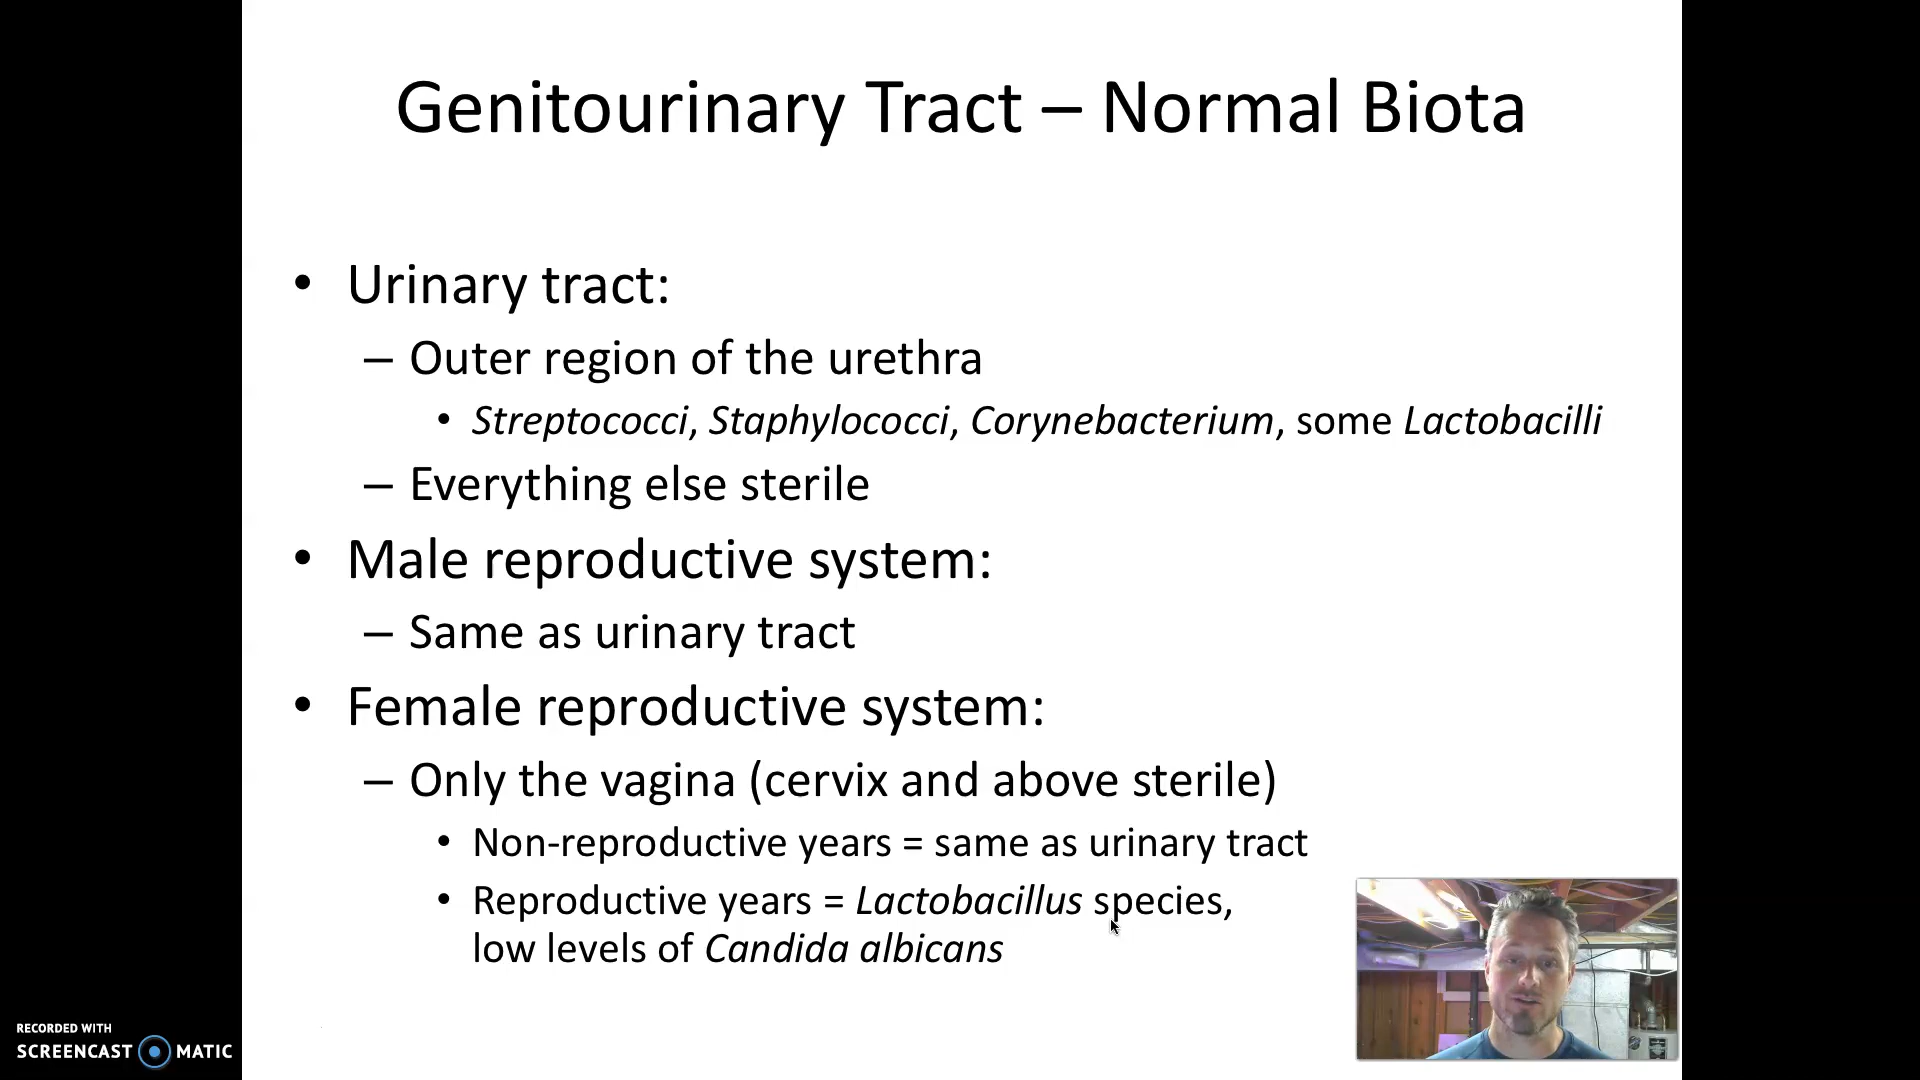 Genitourinary Tract – Normal Biota
• Urinary tract:
– Outer region of the urethra
• Streptococci, Staphylococci, Corynebacterium, some Lactobacilli
– Everything else sterile
• Male reproductive system:
– Same as urinary tract
• Female reproductive system:
– Only the vagina (cervix and above sterile)
• Non-reproductive years = same as urinary tract
• Reproductive years = Lactobacillus species,
low levels of Candida albicans
RECORDED WITH
SCREENCAST MATIC